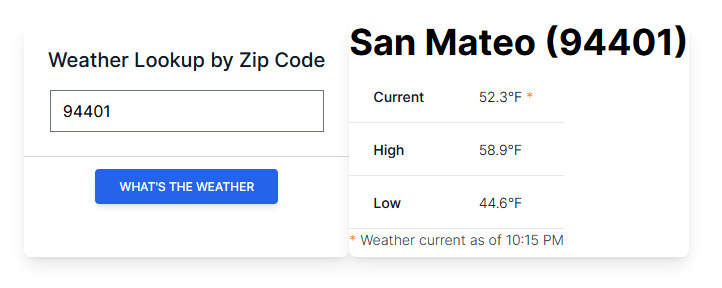 Weather Lookup by Zip Code
94401
WHAT'S THE WEATHER
San Mateo (94401)
Current 52.3°F *
High 58.9°F
Low 44.6°F
* Weather current as of 10:15 PM